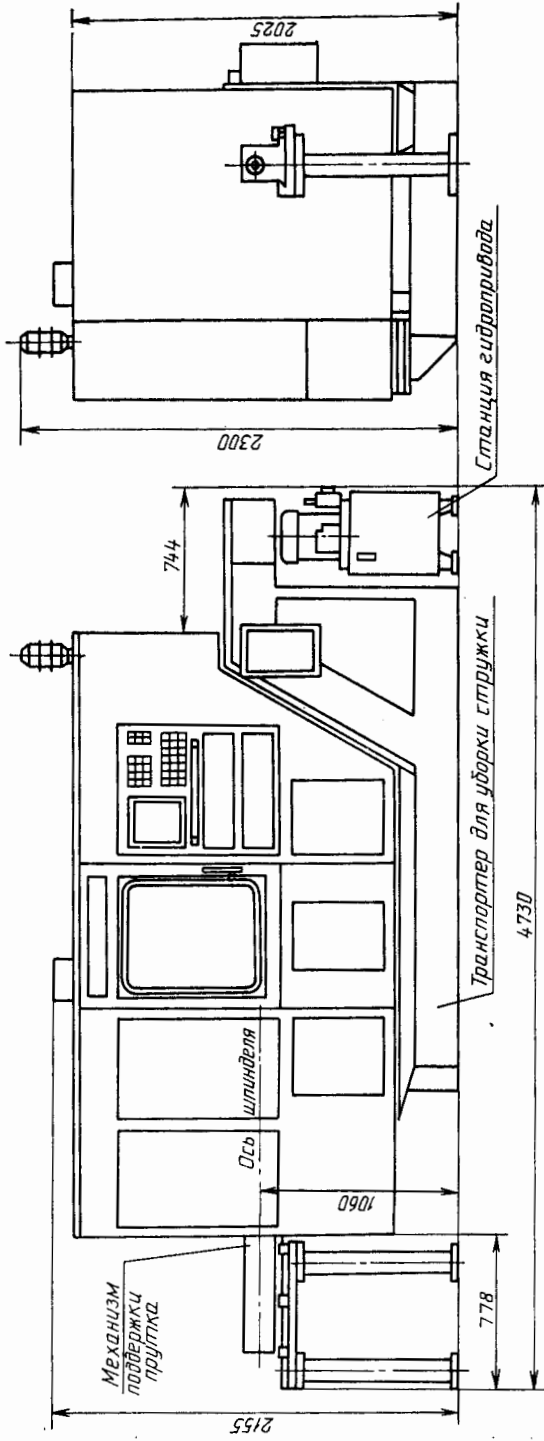 2155
Механизм
поддержки
прутка
778
1060
Ось шпинделя
4730
Транспортер для уборки стружки
744
Станция гидропривода
2300
2025